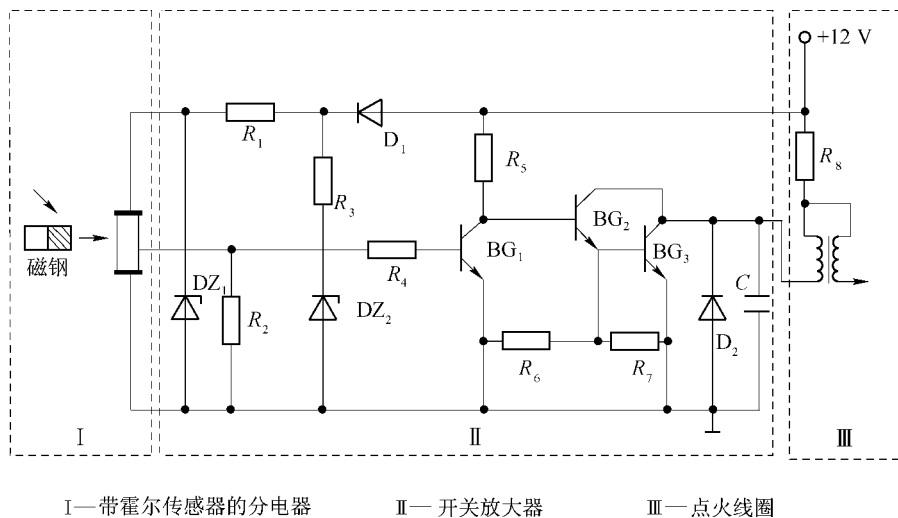 +12 V
R₁
D₁
R₅
R₈
R₃
BG₂
磁钢
R₄
BG₁
BG₃
DZ₁
R₂
DZ₂
C
D₂
R₆
R₇
Ⅰ
Ⅱ
Ⅲ
Ⅰ—带霍尔传感器的分电器 Ⅱ—开关放大器 Ⅲ—点火线圈